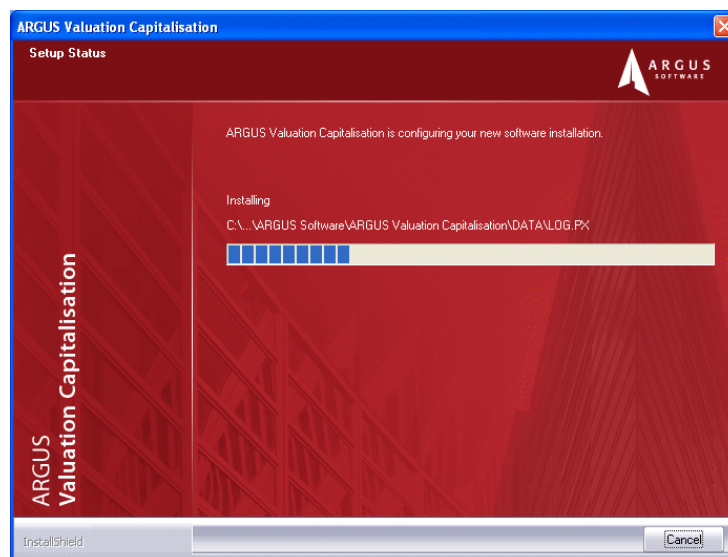 ARGUS Valuation Capitalisation
Setup Status
ARGUS
SOFTWARE
ARGUS Valuation Capitalisation is configuring your new software installation.
Installing
C:\...\ARGUS Software\ARGUS Valuation Capitalisation\DATA\LOG.PX
ARGUS
Valuation Capitalisation
InstallShield
Cancel